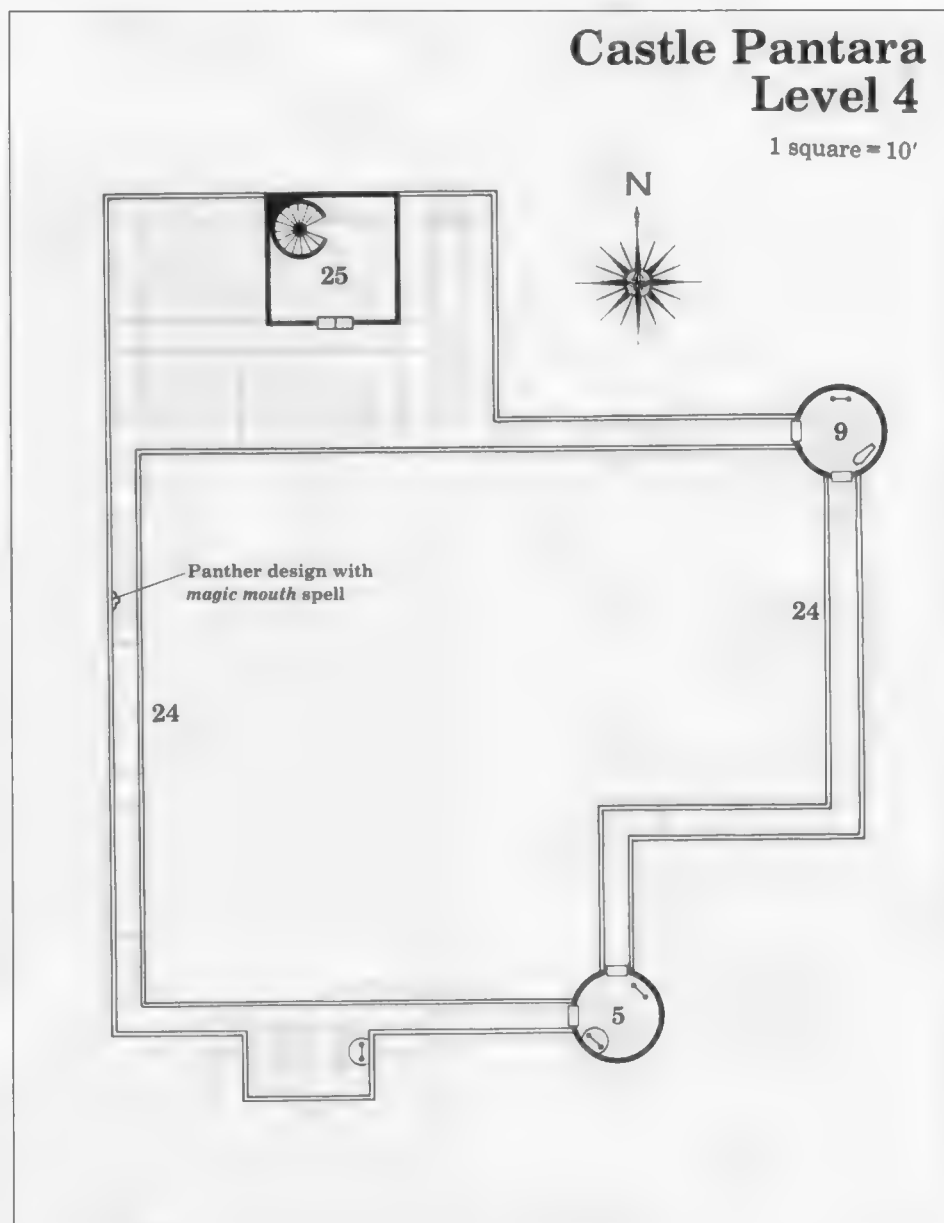 Castle Pantara
Level 4
1 square = 10'
N
25
9
Panther design with
magic mouth spell
24
24
5